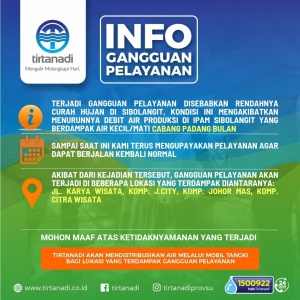 tirtanadi
Mengalir Melengkapi Hari
INFO
GANGGUAN
PELAYANAN
TERJADI GANGGUAN PELAYANAN DISEBABKAN RENDAHNYA
CURAH HUJAN DI SIBOLANGIT, KONDISI INI MENGAKIBATKAN
MENURUNNYA DEBIT AIR PRODUKSI DI IPAM SIBOLANGIT YANG
BERDAMPAK AIR KECIL/MATI CABANG PADANG BULAN
SAMPAI SAAT INI KAMI TERUS MENGUPAYAKAN PELAYANAN AGAR
DAPAT BERJALAN KEMBALI NORMAL
AKIBAT DARI KEJADIAN TERSEBUT, GANGGUAN PELAYANAN AKAN
TERJADI DI BEBERAPA LOKASI YANG TERDAMPAK DIANTARANYA:
JL. KARYA WISATA, KOMP. J.CITY, KOMP. JOHOR MAS, KOMP.
CITRA WISATA
MOHON MAAF ATAS KETIDAKNYAMANAN YANG TERJADI
TIRTANADI AKAN MENDISTRIBUSIKAN AIR MELALUI MOBIL TANGKI
BAGI LOKASI YANG TERDAMPAK GANGGUAN PELAYANAN
www.tirtanadi.co.id
tirtanadi
tirtanadiprovsu
1500922